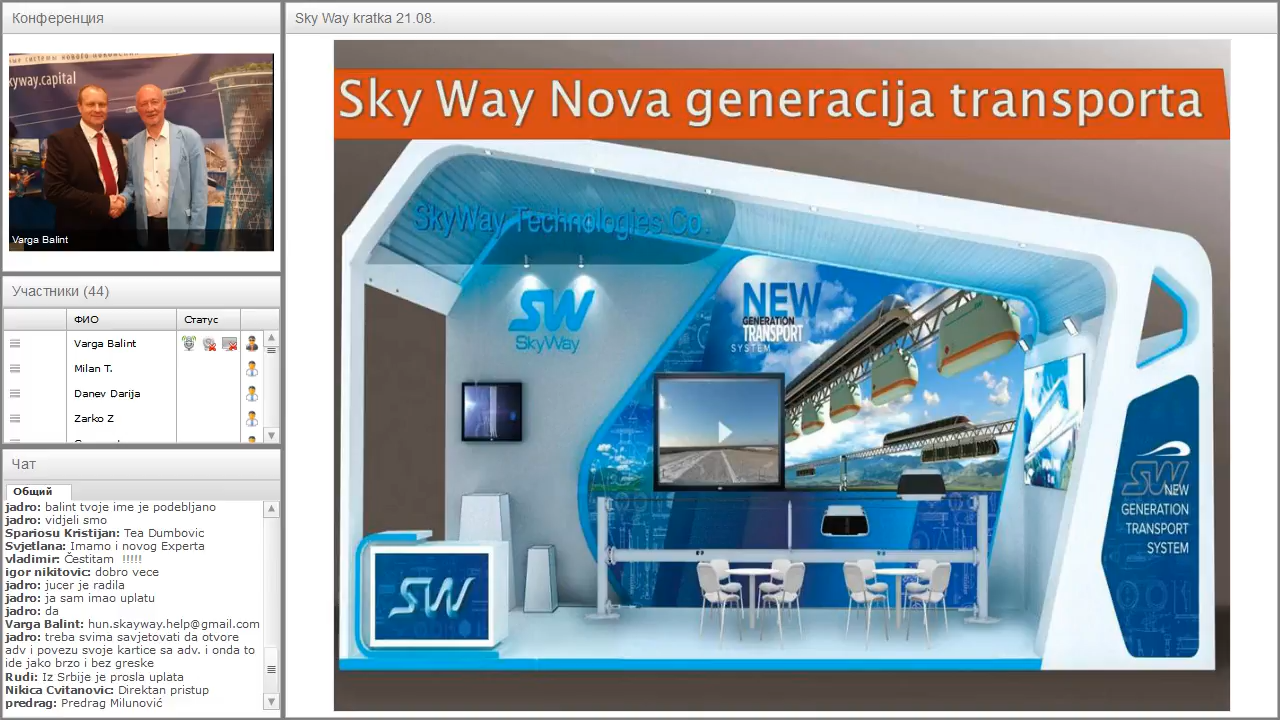 Конференция
kyway.capital
Varga Balint
Участники (44)
ФИО
Статус
Balint
Milan T.
Danev Darija
Zarko Z
Чат
Общий
jadro: balint tvoje ime je podebljano
jadro: vidjeli smo
Spariosu Kristijan: Tea Dumbovic
Svjetlana: Imamo i novog Experta
vladimir: Čestitam !!!!!
igor nikitovic: dobro vece
jadro: jucer je radila
jadro: ja sam imao uplatu
jadro: da
Varga Balint: hun.skayway.help@gmail.com
jadro: treba svima savjetovati da otvore
adv i povezu svoje kartice sa adv. i onda to
ide jako brzo i bez greske
Rudi: Iz Srbije je prosla uplata
Nikica Cvitanovic: Direktan pristup
predrag: Predrag Milunović
Sky Way kratka 21.08.
Sky Way Nova generacija transporta
SkyWay Technologies Co.
SW
SkyWay
NEW
GENERATION
TRANSPORT
SYSTEM
SW
SW NEW
GENERATION
TRANSPORT
SYSTEM